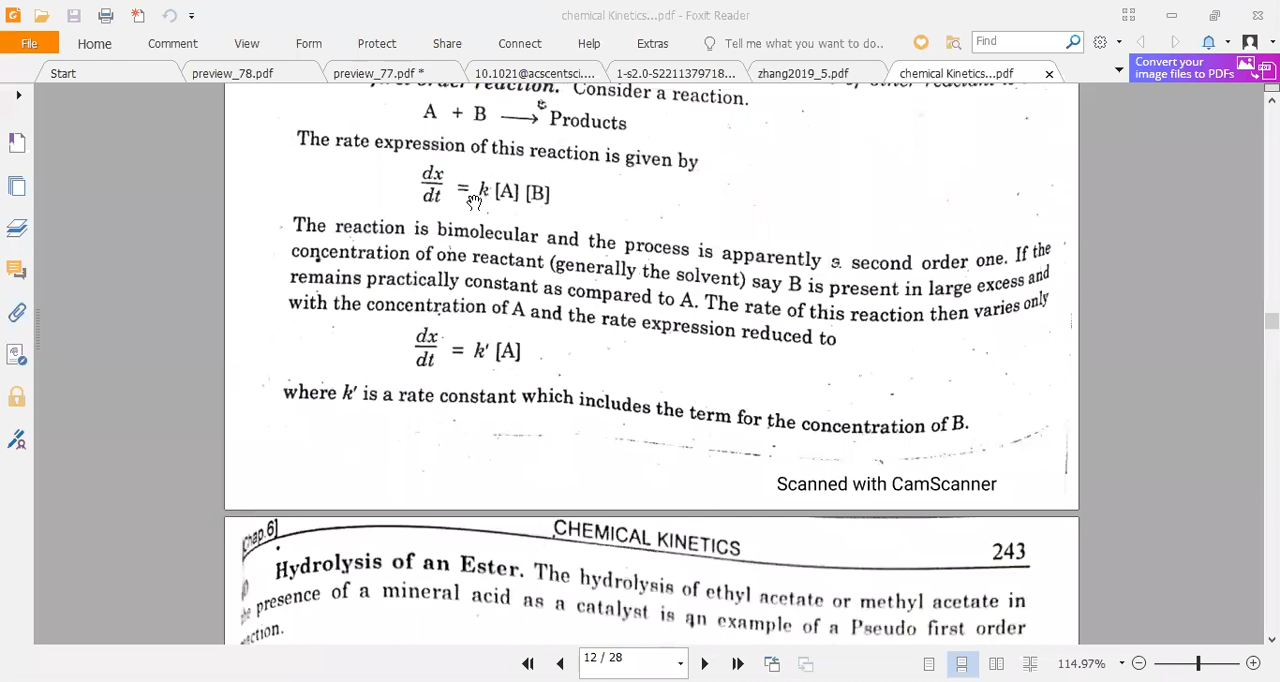 chemical Kinetics...pdf - Foxit Reader
File Home Comment View Form Protect Share Connect Help Extras Tell me what you want to do.. Find
Start preview_78.pdf preview_77.pdf * 10.1021@acscentsci.... 1-s2.0-S2211379718... zhang2019_5.pdf chemical Kinetics...pdf
Convert your
image files to PDFs
order reaction. Consider a reaction.
A + B ⟶ Products
The rate expression of this reaction is given by
dx/dt = k [A] [B]
The reaction is bimolecular and the process is apparently a second order one. If the
concentration of one reactant (generally the solvent) say B is present in large excess and
remains practically constant as compared to A. The rate of this reaction then varies only
with the concentration of A and the rate expression reduced to
dx/dt = k′ [A]
where k′ is a rate constant which includes the term for the concentration of B.
Scanned with CamScanner
Chap.6] CHEMICAL KINETICS 243
Hydrolysis of an Ester. The hydrolysis of ethyl acetate or methyl acetate in
the presence of a mineral acid as a catalyst is an example of a Pseudo first order
12 / 28
114.97%